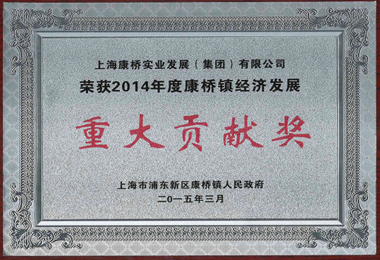 上海康桥实业发展(集团)有限公司
荣获2014年度康桥镇经济发展
重大贡献奖
上海市浦东新区康桥镇人民政府
二〇一五年三月